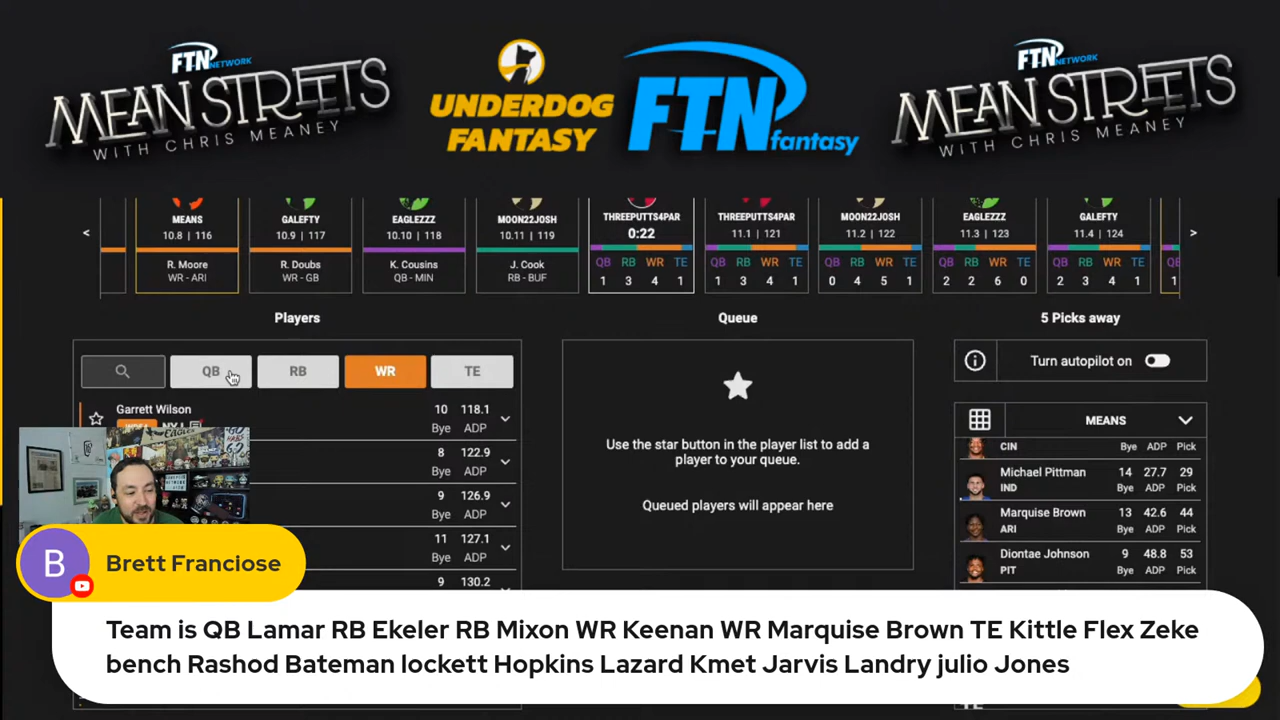 FTN NETWORK
MEAN STREETS
WITH CHRIS MEANEY
UNDERDOG
FANTASY
FTN
fantasy
FTN NETWORK
MEAN STREETS
WITH CHRIS MEANEY
<
MEANS
10.8 | 116
R. Moore
WR - ARI
GALEFTY
10.9 | 117
R. Doubs
WR - GB
EAGLEZZZ
10.10 | 118
K. Cousins
QB - MIN
MOON22JOSH
10.11 | 119
J. Cook
RB - BUF
THREEPUTTS4PAR
0:22
QB RB WR TE
1 3 4 1
THREEPUTTS4PAR
11.1 | 121
QB RB WR TE
1 3 4 1
MOON22JOSH
11.2 | 122
QB RB WR TE
0 4 5 1
EAGLEZZZ
11.3 | 123
QB RB WR TE
2 2 6 0
GALEFTY
11.4 | 124
QB RB WR TE
2 3 4 1
>
Players
QB RB WR TE
Garrett Wilson 10 118.1
Bye ADP
8 122.9
Bye ADP
9 126.9
Bye ADP
11 127.1
Bye ADP
9 130.2
Queue
Use the star button in the player list to add a
player to your queue.
Queued players will appear here
5 Picks away
Turn autopilot on
MEANS
CIN Bye ADP Pick
Michael Pittman 14 27.7 29
IND Bye ADP Pick
Marquise Brown 13 42.6 44
ARI Bye ADP Pick
Diontae Johnson 9 48.8 53
PIT Bye ADP Pick
B
Brett Franciose
Team is QB Lamar RB Ekeler RB Mixon WR Keenan WR Marquise Brown TE Kittle Flex Zeke
bench Rashod Bateman lockett Hopkins Lazard Kmet Jarvis Landry julio Jones